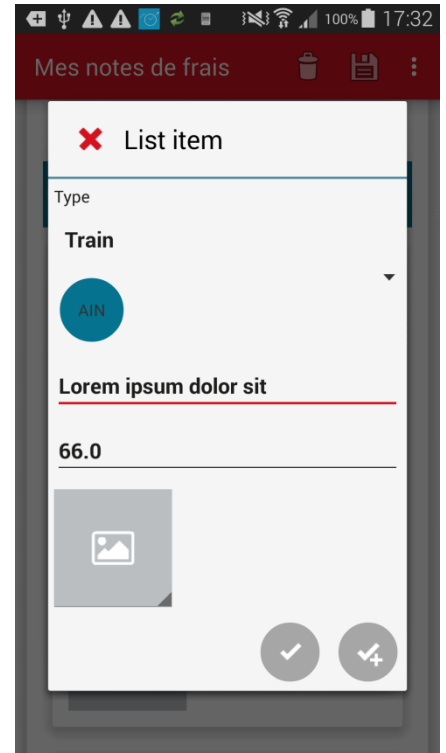 100% 17:32
Mes notes de frais
List item
Type
Train
AIN
Lorem ipsum dolor sit
66.0